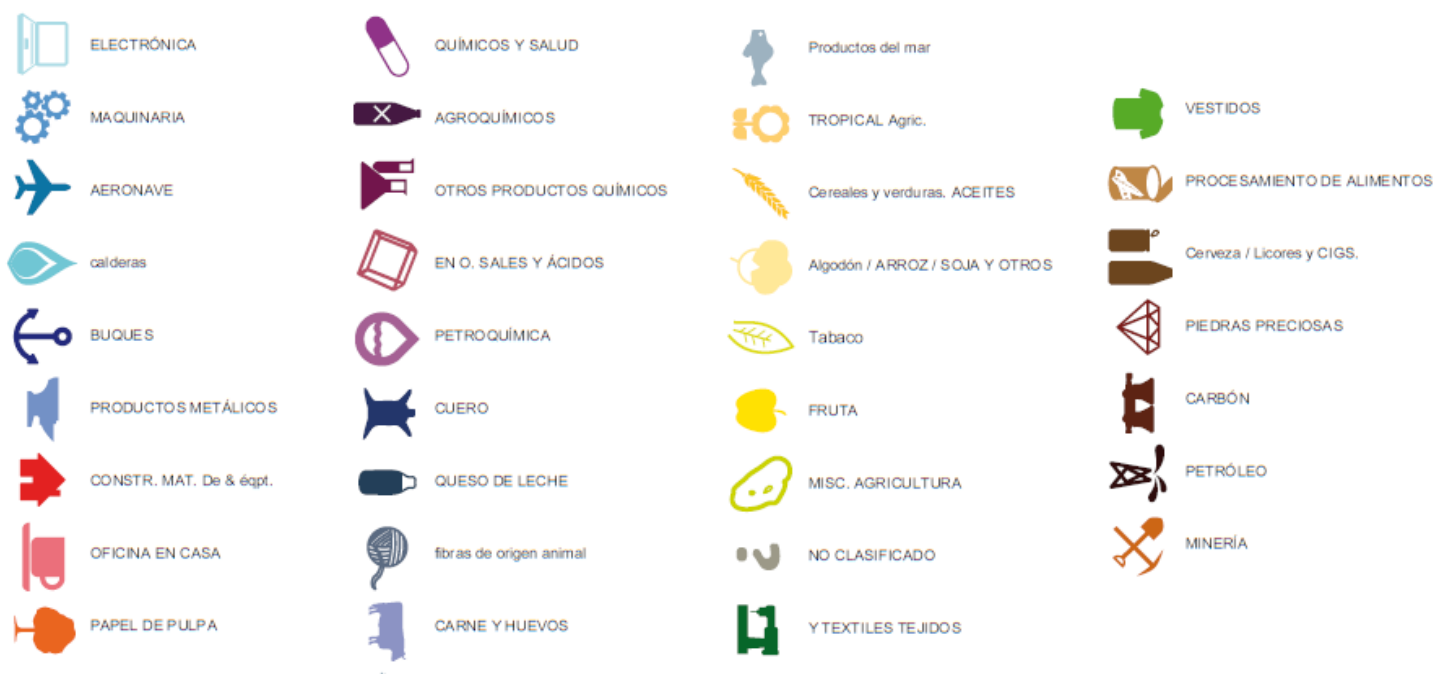 ELECTRÓNICA
MAQUINARIA
AERONAVE
calderas
BUQUES
PRODUCTOS METÁLICOS
CONSTR. MAT. De & éqpt.
OFICINA EN CASA
PAPEL DE PULPA
QUÍMICOS Y SALUD
AGROQUÍMICOS
OTROS PRODUCTOS QUÍMICOS
EN O. SALES Y ÁCIDOS
PETROQUÍMICA
CUERO
QUESO DE LECHE
fibras de origen animal
CARNE Y HUEVOS
Productos del mar
TROPICAL Agric.
Cereales y verduras. ACEITES
Algodón / ARROZ / SOJA Y OTROS
Tabaco
FRUTA
MISC. AGRICULTURA
NO CLASIFICADO
Y TEXTILES TEJIDOS
VESTIDOS
PROCESAMIENTO DE ALIMENTOS
Cerveza / Licores y CIGS.
PIEDRAS PRECIOSAS
CARBÓN
PETRÓLEO
MINERÍA